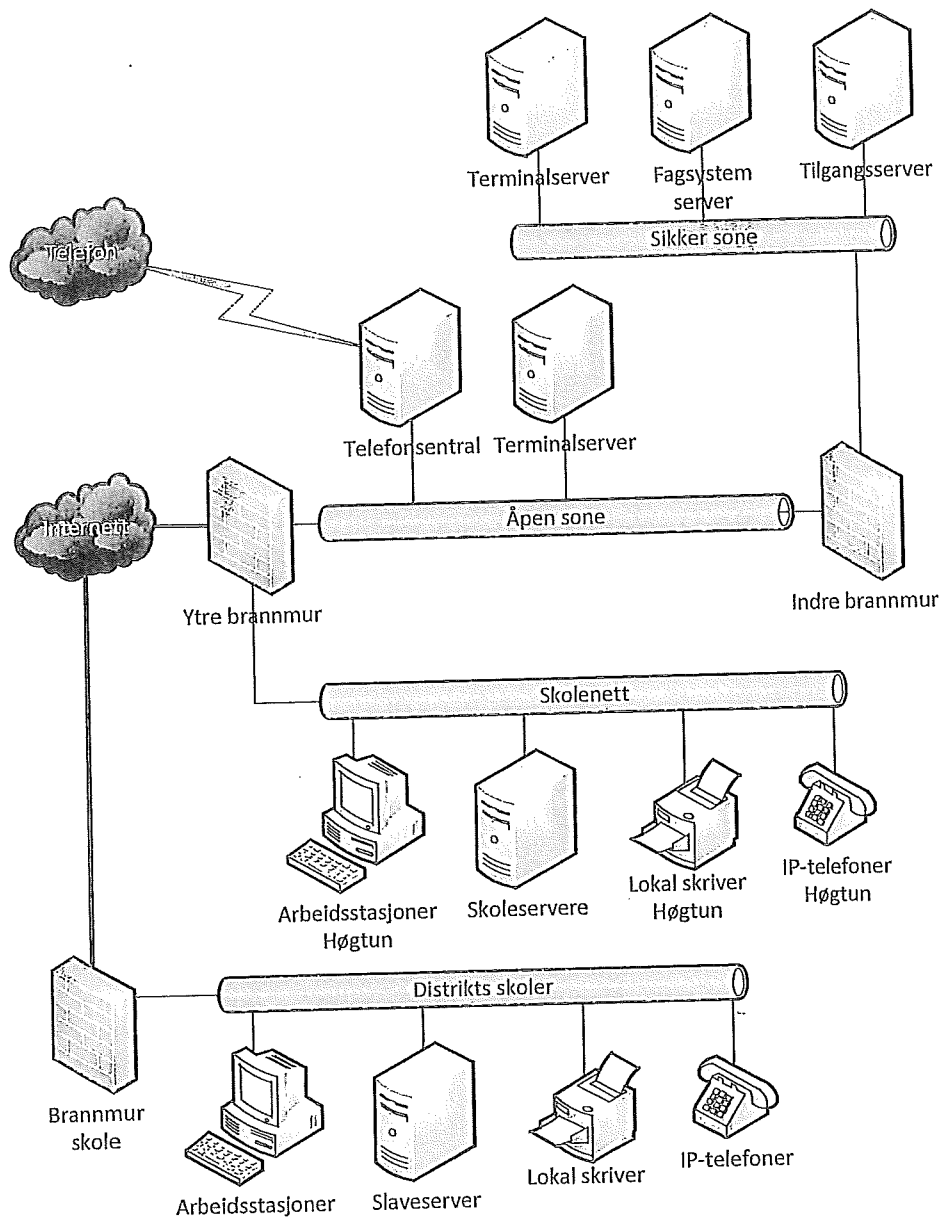 Terminalserver
Fagsystem
server
Tilgangsserver
Sikker sone
Telefon
Telefonsentral
Terminalserver
Internett
Åpen sone
Ytre brannmur
Indre brannmur
Skolenett
Arbeidsstasjoner
Høgtun
Skoleservere
Lokal skriver
Høgtun
IP-telefoner
Høgtun
Distrikts skoler
Brannmur
skole
Arbeidsstasjoner
Slaveserver
Lokal skriver
IP-telefoner